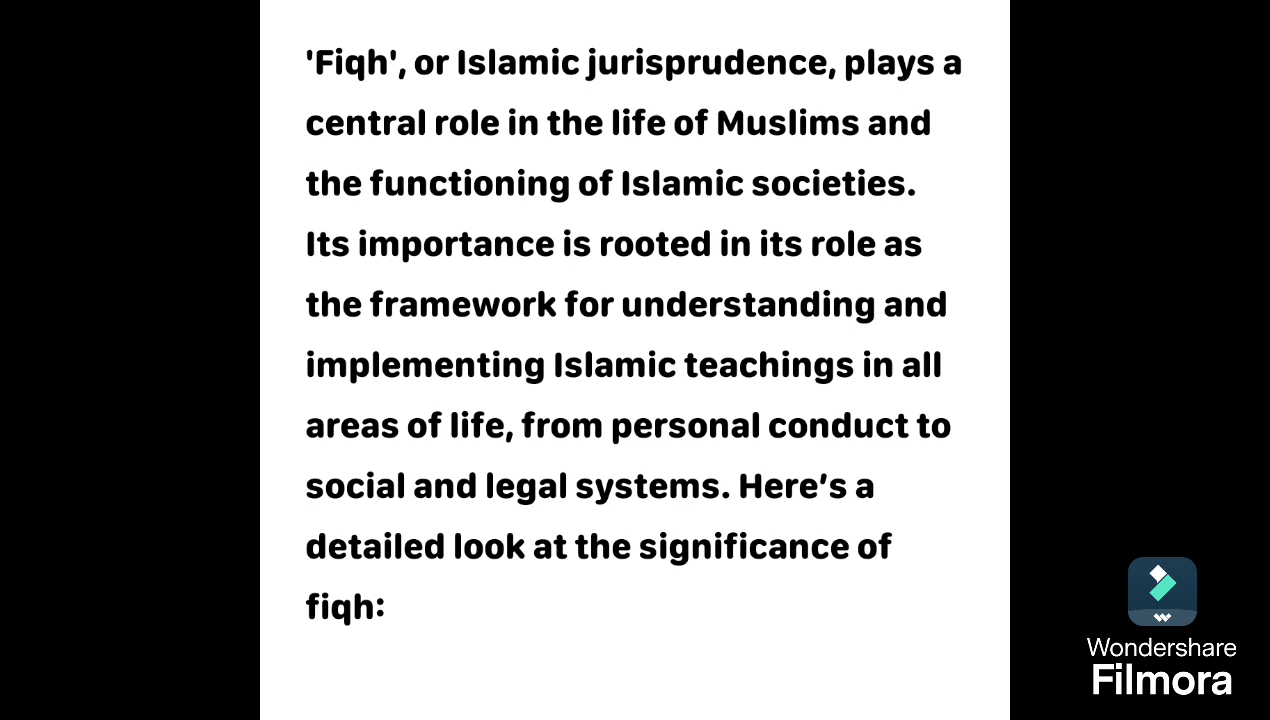 'Fiqh', or Islamic jurisprudence, plays a
central role in the life of Muslims and
the functioning of Islamic societies.
Its importance is rooted in its role as
the framework for understanding and
implementing Islamic teachings in all
areas of life, from personal conduct to
social and legal systems. Here’s a
detailed look at the significance of
fiqh:
Wondershare
Filmora